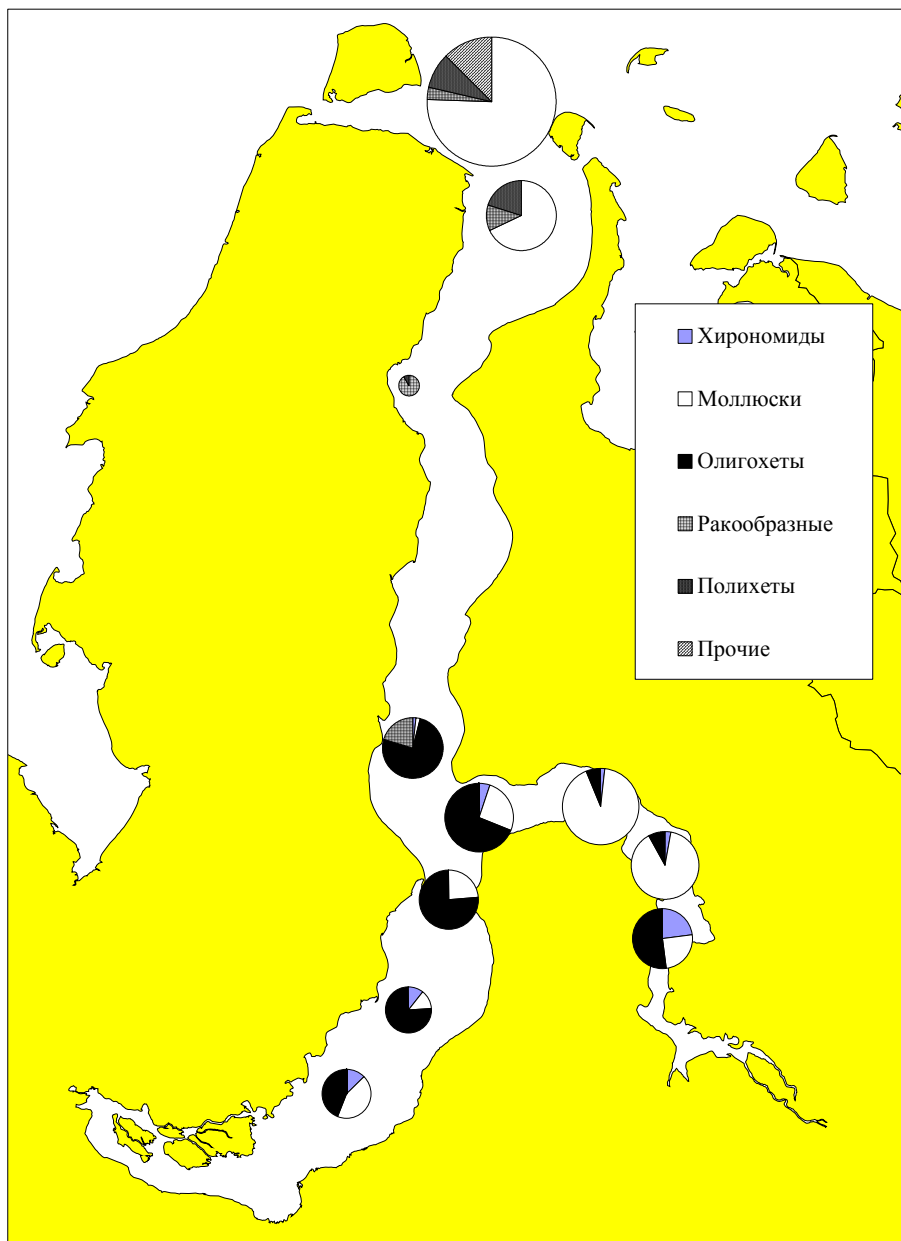 Хирономиды
Моллюски
Олигохеты
Ракообразные
Полихеты
Прочие